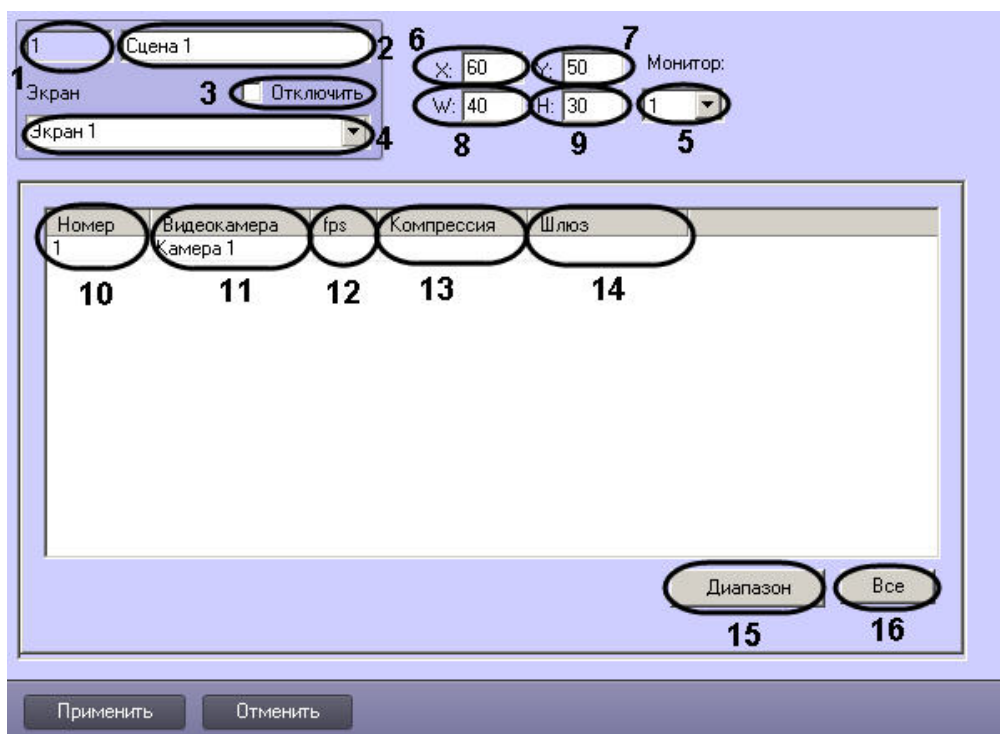 1 Сцена 1 2
1
Экран 3 Отключить
Экран 1 4
6 7
X: 60 Y: 50 Монитор:
W: 40 H: 30 1
8 9 5
Номер Видеокамера fps Компрессия Шлюз
1 Камера 1
10 11 12 13 14
Диапазон Все
15 16
Применить Отменить